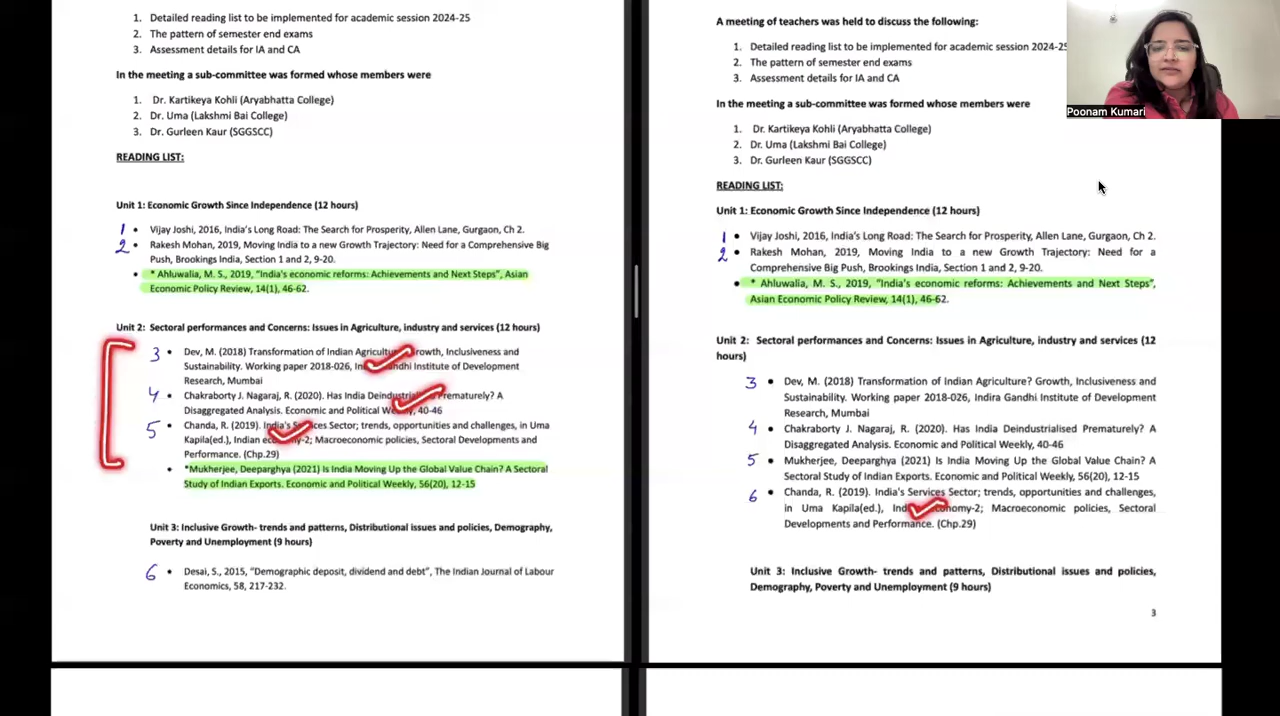 1. Detailed reading list to be implemented for academic session 2024-25
2. The pattern of semester end exams
3. Assessment details for IA and CA
In the meeting a sub-committee was formed whose members were
1. Dr. Kartikeya Kohli (Aryabhatta College)
2. Dr. Uma (Lakshmi Bai College)
3. Dr. Gurleen Kaur (SGGSCC)
READING LIST:
Unit 1: Economic Growth Since Independence (12 hours)
1 • Vijay Joshi, 2016, India's Long Road: The Search for Prosperity, Allen Lane, Gurgaon, Ch 2.
2 • Rakesh Mohan, 2019, Moving India to a new Growth Trajectory: Need for a Comprehensive Big
Push, Brookings India, Section 1 and 2, 9-20.
• * Ahluwalia, M. S., 2019, "India's economic reforms: Achievements and Next Steps", Asian
Economic Policy Review, 14(1), 46-62.
Unit 2: Sectoral performances and Concerns: Issues in Agriculture, industry and services (12 hours)
3 • Dev, M. (2018) Transformation of Indian Growth, Inclusiveness and
Sustainability. Working paper 2018-026, Institute of Development
Research, Mumbai
4 • Chakraborty J. Nagaraj, R. (2020). Has India Prematurely? A
Disaggregated Analysis. Economic and Political 40-46
5 • Chanda, R. (2019). India's Sector; trends, opportunities and challenges, in Uma
Kapila(ed.), Indian Macroeconomic policies, Sectoral Developments and
Performance. (Chp.29)
• *Mukherjee, Deeparghya (2021) Is India Moving Up the Global Value Chain? A Sectoral
Study of Indian Exports. Economic and Political Weekly, 56(20), 12-15
Unit 3: Inclusive Growth- trends and patterns, Distributional issues and policies, Demography,
Poverty and Unemployment (9 hours)
6 • Desai, S., 2015, "Demographic deposit, dividend and debt", The Indian Journal of Labour
Economics, 58, 217-232.
A meeting of teachers was held to discuss the following:
1. Detailed reading list to be implemented for academic session 2024-25
2. The pattern of semester end exams
3. Assessment details for IA and CA
In the meeting a sub-committee was formed whose members were
1. Dr. Kartikeya Kohli (Aryabhatta College)
2. Dr. Uma (Lakshmi Bai College)
3. Dr. Gurleen Kaur (SGGSCC)
READING LIST:
Unit 1: Economic Growth Since Independence (12 hours)
1 • Vijay Joshi, 2016, India's Long Road: The Search for Prosperity, Allen Lane, Gurgaon, Ch 2.
2 • Rakesh Mohan, 2019, Moving India to a new Growth Trajectory: Need for a
Comprehensive Big Push, Brookings India, Section 1 and 2, 9-20.
• * Ahluwalia, M. S., 2019, "India's economic reforms: Achievements and Next Steps",
Asian Economic Policy Review, 14(1), 46-62.
Unit 2: Sectoral performances and Concerns: Issues in Agriculture, industry and services (12
hours)
3 • Dev, M. (2018) Transformation of Indian Agriculture? Growth, Inclusiveness and
Sustainability. Working paper 2018-026, Indira Gandhi Institute of Development
Research, Mumbai
4 • Chakraborty J. Nagaraj, R. (2020). Has India Deindustrialised Prematurely? A
Disaggregated Analysis. Economic and Political Weekly, 40-46
5 • Mukherjee, Deeparghya (2021) Is India Moving Up the Global Value Chain? A
Sectoral Study of Indian Exports. Economic and Political Weekly, 56(20), 12-15
6 • Chanda, R. (2019). India's Services Sector; trends, opportunities and challenges,
in Uma Kapila(ed.), Macroeconomic policies, Sectoral
Developments and Performance. (Chp.29)
Unit 3: Inclusive Growth- trends and patterns, Distributional issues and policies,
Demography, Poverty and Unemployment (9 hours)
3
Poonam Kumari